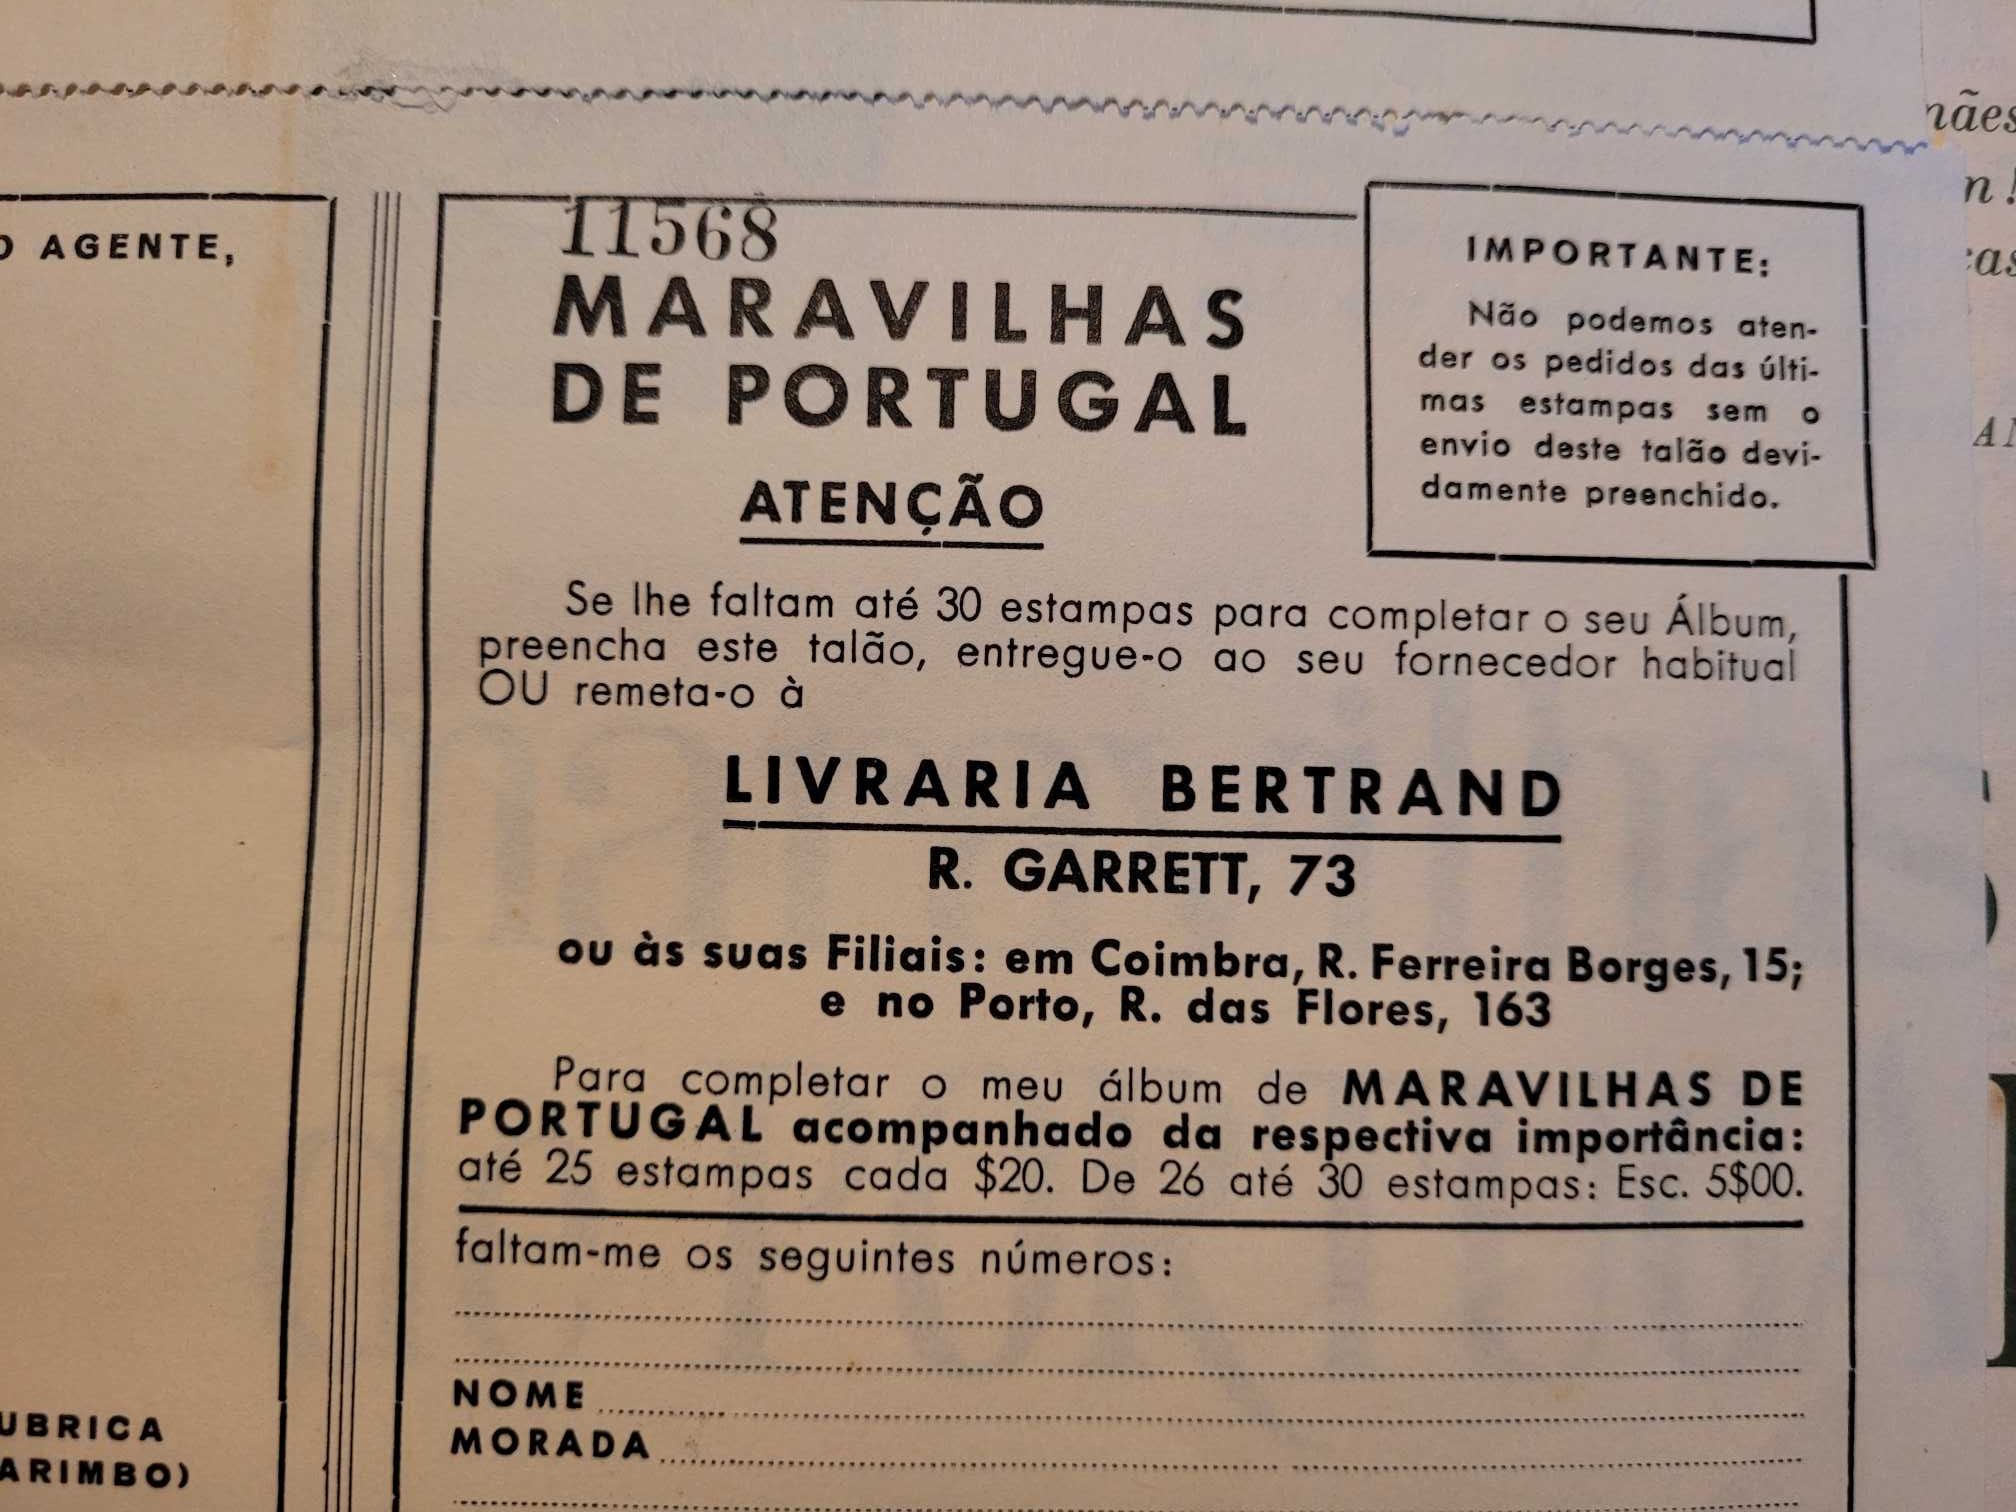 O AGENTE,
UBRICA
ARIMBO)
11568
MARAVILHAS
DE PORTUGAL
ATENÇÃO
IMPORTANTE:
Não podemos aten-
der os pedidos das últi-
mas estampas sem o
envio deste talão devi-
damente preenchido.
Se lhe faltam até 30 estampas para completar o seu Álbum,
preencha este talão, entregue-o ao seu fornecedor habitual
OU remeta-o à
LIVRARIA BERTRAND
R. GARRETT, 73
ou às suas Filiais: em Coimbra, R. Ferreira Borges, 15;
e no Porto, R. das Flores, 163
Para completar o meu álbum de MARAVILHAS DE
PORTUGAL acompanhado da respectiva importância:
até 25 estampas cada $20. De 26 até 30 estampas: Esc. 5$00.
faltam-me os seguintes números:
NOME
MORADA